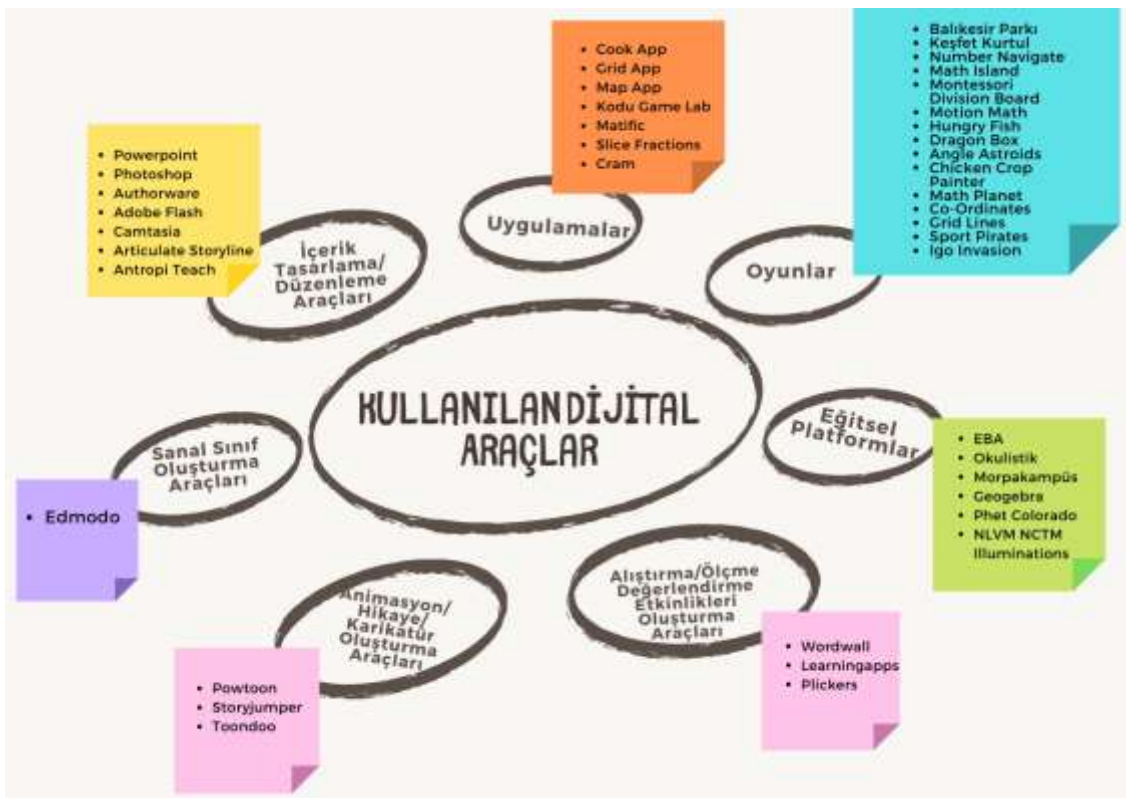 Balıkesir Parkı
Keşfet Kurtul
Number Navigate
Math Island
Montessori
Division Board
Motion Math
Hungry Fish
Dragon Box
Angle Astroids
Chicken Crop
Painter
Math Planet
Co-Ordinates
Grid Lines
Sport Pirates
Igo Invasion
Cook App
Grid App
Map App
Kodu Game Lab
Matific
Slice Fractions
Cram
Powerpoint
Photoshop
Authorware
Adobe Flash
Camtasia
Articulate Storyline
Antropi Teach
İçerik
Tasarlama/
Düzenleme
Araçları
Uygulamalar
Oyunlar
KULLANILAN DİJİTAL
ARAÇLAR
Eğitsel
Platformlar
EBA
Okulistik
Morpakampüs
Geogebra
Phet Colorado
NLVM NCTM
Illuminations
Sanal Sınıf
Oluşturma
Araçları
Edmodo
Animasyon/
Hikaye/
Karikatür
Oluşturma
Araçları
Powtoon
Storyjumper
Toondoo
Alıştırma/Ölçme
Değerlendirme
Etkinlikleri
Oluşturma
Araçları
Wordwall
Learningapps
Plickers